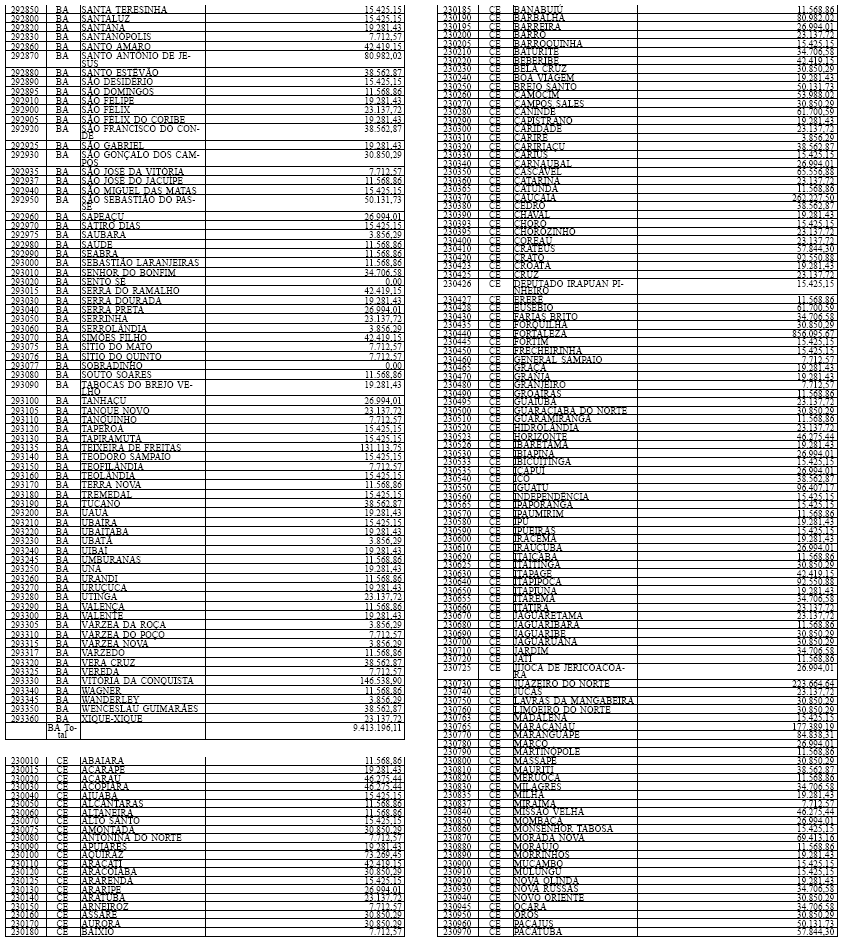 292850 BA SANTA TERESINHA 15.425,15
292805 BA SANTALUZ 15.425,15
292820 BA SANTANA 19.281,43
292830 BA SANTANÓPOLIS 7.712,57
292860 BA SANTO AMARO 42.419,15
292870 BA SANTO ANTÔNIO DE JE-
SUS 80.982,02
292880 BA SANTO ESTÊVÃO 38.562,87
292890 BA SÃO DESIDÉRIO 15.425,15
292895 BA SÃO DOMINGOS 11.568,86
292910 BA SÃO FELIPE 19.281,43
292900 BA SÃO FÉLIX 23.137,72
292905 BA SÃO FÉLIX DO CORIBE 19.281,43
292920 BA SÃO FRANCISCO DO CON-
DE 38.562,87
292925 BA SÃO GABRIEL 19.281,43
292930 BA SÃO GONÇALO DOS CAM-
POS 30.850,29
292935 BA SÃO JOSÉ DA VITÓRIA 7.712,57
292937 BA SÃO JOSÉ DO JACUÍPE 11.568,86
292940 BA SÃO MIGUEL DAS MATAS 15.425,15
292950 BA SÃO SEBASTIÃO DO PAS-
SÉ 50.131,73
292960 BA SAPEAÇU 26.994,01
292970 BA SÁTIRO DIAS 15.425,15
292975 BA SAUBARA 3.856,29
292980 BA SAÚDE 11.568,86
292990 BA SEABRA 11.568,86
293000 BA SEBASTIÃO LARANJEIRAS 11.568,86
293010 BA SENHOR DO BONFIM 34.706,58
293020 BA SENTO SÉ 0,00
293015 BA SERRA DO RAMALHO 42.419,15
293030 BA SERRA DOURADA 19.281,43
293040 BA SERRA PRETA 26.994,01
293050 BA SERRINHA 23.137,72
293060 BA SERROLÂNDIA 3.856,29
293070 BA SIMÕES FILHO 42.419,15
293075 BA SÍTIO DO MATO 7.712,57
293076 BA SÍTIO DO QUINTO 7.712,57
293077 BA SOBRADINHO 0,00
293080 BA SOUTO SOARES 11.568,86
293090 BA TABOCAS DO BREJO VE-
LHO 19.281,43
293100 BA TANHAÇU 26.994,01
293105 BA TANQUE NOVO 23.137,72
293110 BA TANQUINHO 7.712,57
293120 BA TAPEROÁ 15.425,15
293130 BA TAPIRAMUTÁ 15.425,15
293135 BA TEIXEIRA DE FREITAS 131.113,75
293140 BA TEODORO SAMPAIO 15.425,15
293150 BA TEOFILÂNDIA 7.712,57
293160 BA TEOLÂNDIA 15.425,15
293170 BA TERRA NOVA 11.568,86
293180 BA TREMEDAL 15.425,15
293190 BA TUCANO 38.562,87
293200 BA UAUÁ 19.281,43
293210 BA UBAÍRA 15.425,15
293220 BA UBAITABA 19.281,43
293230 BA UBATÃ 3.856,29
293240 BA UIBAÍ 19.281,43
293245 BA UMBURANAS 11.568,86
293250 BA UNA 19.281,43
293260 BA URANDI 11.568,86
293270 BA URUÇUCA 19.281,43
293280 BA UTINGA 23.137,72
293290 BA VALENÇA 11.568,86
293300 BA VALENTE 19.281,43
293305 BA VÁRZEA DA ROÇA 3.856,29
293310 BA VÁRZEA DO POÇO 7.712,57
293315 BA VÁRZEA NOVA 3.856,29
293317 BA VARZEDO 11.568,86
293320 BA VERA CRUZ 38.562,87
293325 BA VEREDA 7.712,57
293330 BA VITÓRIA DA CONQUISTA 146.538,90
293340 BA WAGNER 11.568,86
293345 BA WANDERLEY 3.856,29
293350 BA WENCESLAU GUIMARÃES 38.562,87
293360 BA XIQUE-XIQUE 23.137,72
BA To-
tal 9.413.196,11
230010 CE ABAIARA 11.568,86
230015 CE ACARAPE 19.281,43
230020 CE ACARAÚ 46.275,44
230030 CE ACOPIARA 46.275,44
230040 CE AIUABA 15.425,15
230050 CE ALCÂNTARAS 11.568,86
230060 CE ALTANEIRA 11.568,86
230070 CE ALTO SANTO 15.425,15
230075 CE AMONTADA 30.850,29
230080 CE ANTONINA DO NORTE 7.712,57
230090 CE APUIARÉS 19.281,43
230100 CE AQUIRAZ 73.269,45
230110 CE ARACATI 42.419,15
230120 CE ARACOIABA 30.850,29
230125 CE ARARENDÁ 15.425,15
230130 CE ARARIPE 26.994,01
230140 CE ARATUBA 23.137,72
230150 CE ARNEIROZ 7.712,57
230160 CE ASSARÉ 30.850,29
230170 CE AURORA 30.850,29
230180 CE BAIXIO 7.712,57
230185 CE BANABUIÚ 11.568,86
230190 CE BARBALHA 80.982,02
230195 CE BARREIRA 26.994,01
230200 CE BARRO 23.137,72
230205 CE BARROQUINHA 15.425,15
230210 CE BATURITÉ 34.706,58
230220 CE BEBERIBE 42.419,15
230230 CE BELA CRUZ 30.850,29
230240 CE BOA VIAGEM 19.281,43
230250 CE BREJO SANTO 50.131,73
230260 CE CAMOCIM 53.988,02
230270 CE CAMPOS SALES 30.850,29
230280 CE CANINDÉ 61.700,59
230290 CE CAPISTRANO 19.281,43
230300 CE CARIDADE 23.137,72
230310 CE CARIRÉ 3.856,29
230320 CE CARIRIAÇU 38.562,87
230330 CE CARIÚS 15.425,15
230340 CE CARNAUBAL 26.994,01
230350 CE CASCAVEL 65.556,88
230360 CE CATARINA 23.137,72
230365 CE CATUNDA 11.568,86
230370 CE CAUCAIA 262.227,50
230380 CE CEDRO 38.562,87
230390 CE CHAVAL 19.281,43
230393 CE CHORÓ 15.425,15
230395 CE CHOROZINHO 23.137,72
230400 CE COREAÚ 23.137,72
230410 CE CRATEÚS 57.844,30
230420 CE CRATO 92.550,88
230423 CE CROATÁ 19.281,43
230425 CE CRUZ 23.137,72
230426 CE DEPUTADO IRAPUAN PI-
NHEIRO 15.425,15
230427 CE ERERÊ 11.568,86
230428 CE EUSÉBIO 61.700,59
230430 CE FARIAS BRITO 34.706,58
230435 CE FORQUILHA 30.850,29
230440 CE FORTALEZA 856.095,67
230445 CE FORTIM 15.425,15
230450 CE FRECHEIRINHA 15.425,15
230460 CE GENERAL SAMPAIO 7.712,57
230465 CE GRAÇA 19.281,43
230470 CE GRANJA 19.281,43
230480 CE GRANJEIRO 7.712,57
230490 CE GROAÍRAS 11.568,86
230495 CE GUAIÚBA 23.137,72
230500 CE GUARACIABA DO NORTE 30.850,29
230510 CE GUARAMIRANGA 11.568,86
230520 CE HIDROLÂNDIA 23.137,72
230523 CE HORIZONTE 46.275,44
230526 CE IBARETAMA 19.281,43
230530 CE IBIAPINA 26.994,01
230533 CE IBICUITINGA 15.425,15
230535 CE ICAPUÍ 26.994,01
230540 CE ICÓ 38.562,87
230550 CE IGUATU 96.407,17
230560 CE INDEPENDÊNCIA 15.425,15
230565 CE IPAPORANGA 15.425,15
230570 CE IPAUMIRIM 11.568,86
230580 CE IPU 19.281,43
230590 CE IPUEIRAS 15.425,15
230600 CE IRACEMA 19.281,43
230610 CE IRAUÇUBA 26.994,01
230620 CE ITAIÇABA 11.568,86
230625 CE ITAITINGA 30.850,29
230630 CE ITAPAGÉ 42.419,15
230640 CE ITAPIPOCA 92.550,88
230650 CE ITAPIÚNA 19.281,43
230655 CE ITAREMA 34.706,58
230660 CE ITATIRA 23.137,72
230670 CE JAGUARETAMA 23.137,72
230680 CE JAGUARIBARA 11.568,86
230690 CE JAGUARIBE 30.850,29
230700 CE JAGUARUANA 30.850,29
230710 CE JARDIM 34.706,58
230720 CE JATI 11.568,86
230725 CE JIJOCA DE JERICOACOA-
RA 26.994,01
230730 CE JUAZEIRO DO NORTE 223.664,64
230740 CE JUCÁS 23.137,72
230750 CE LAVRAS DA MANGABEIRA 30.850,29
230760 CE LIMOEIRO DO NORTE 30.850,29
230763 CE MADALENA 15.425,15
230765 CE MARACANAÚ 177.389,19
230770 CE MARANGUAPE 84.838,31
230780 CE MARCO 26.994,01
230790 CE MARTINÓPOLE 11.568,86
230800 CE MASSAPÊ 30.850,29
230810 CE MAURITI 38.562,87
230820 CE MERUOCA 11.568,86
230830 CE MILAGRES 34.706,58
230835 CE MILHÃ 19.281,43
230837 CE MIRAÍMA 7.712,57
230840 CE MISSÃO VELHA 46.275,44
230850 CE MOMBAÇA 26.994,01
230860 CE MONSENHOR TABOSA 15.425,15
230870 CE MORADA NOVA 69.413,16
230880 CE MORAÚJO 11.568,86
230890 CE MORRINHOS 19.281,43
230900 CE MUCAMBO 15.425,15
230910 CE MULUNGU 15.425,15
230920 CE NOVA OLINDA 19.281,43
230930 CE NOVA RUSSAS 34.706,58
230940 CE NOVO ORIENTE 30.850,29
230945 CE OCARA 34.706,58
230950 CE ORÓS 30.850,29
230960 CE PACAJUS 50.131,73
230970 CE PACATUBA 57.844,30